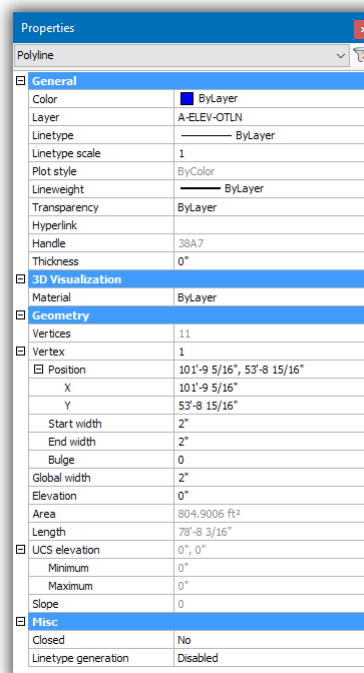 Properties
Polyline
General
Color ByLayer
Layer A-ELEV-OTLN
Linetype ByLayer
Linetype scale 1
Plot style ByColor
Lineweight ByLayer
Transparency ByLayer
Hyperlink
Handle 38A7
Thickness 0"
3D Visualization
Material ByLayer
Geometry
Vertices 11
Vertex 1
Position 101'-9 5/16", 53'-8 15/16"
X 101'-9 5/16"
Y 53'-8 15/16"
Start width 2"
End width 2"
Bulge 0
Global width 2"
Elevation 0"
Area 804.9006 ft²
Length 78'-8 3/16"
UCS elevation 0", 0"
Minimum 0"
Maximum 0"
Slope 0
Misc
Closed No
Linetype generation Disabled